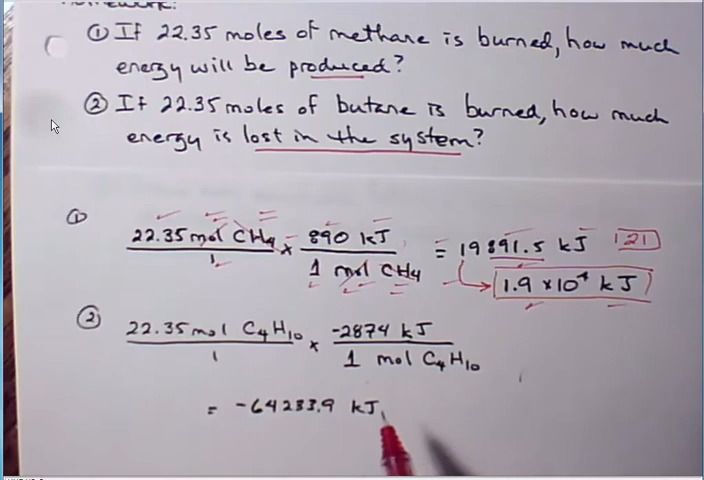 ① If 22.35 moles of methane is burned, how much
energy will be produced?
② If 22.35 moles of butane is burned, how much
energy is lost in the system?
①
22.35 mol CH4 × 890 kJ = 19891.5 kJ |21|
1 1 mol CH4
1.9 × 10⁴ kJ
②
22.35 mol C4H10 × -2874 kJ
1 1 mol C4H10
= -64233.9 kJ